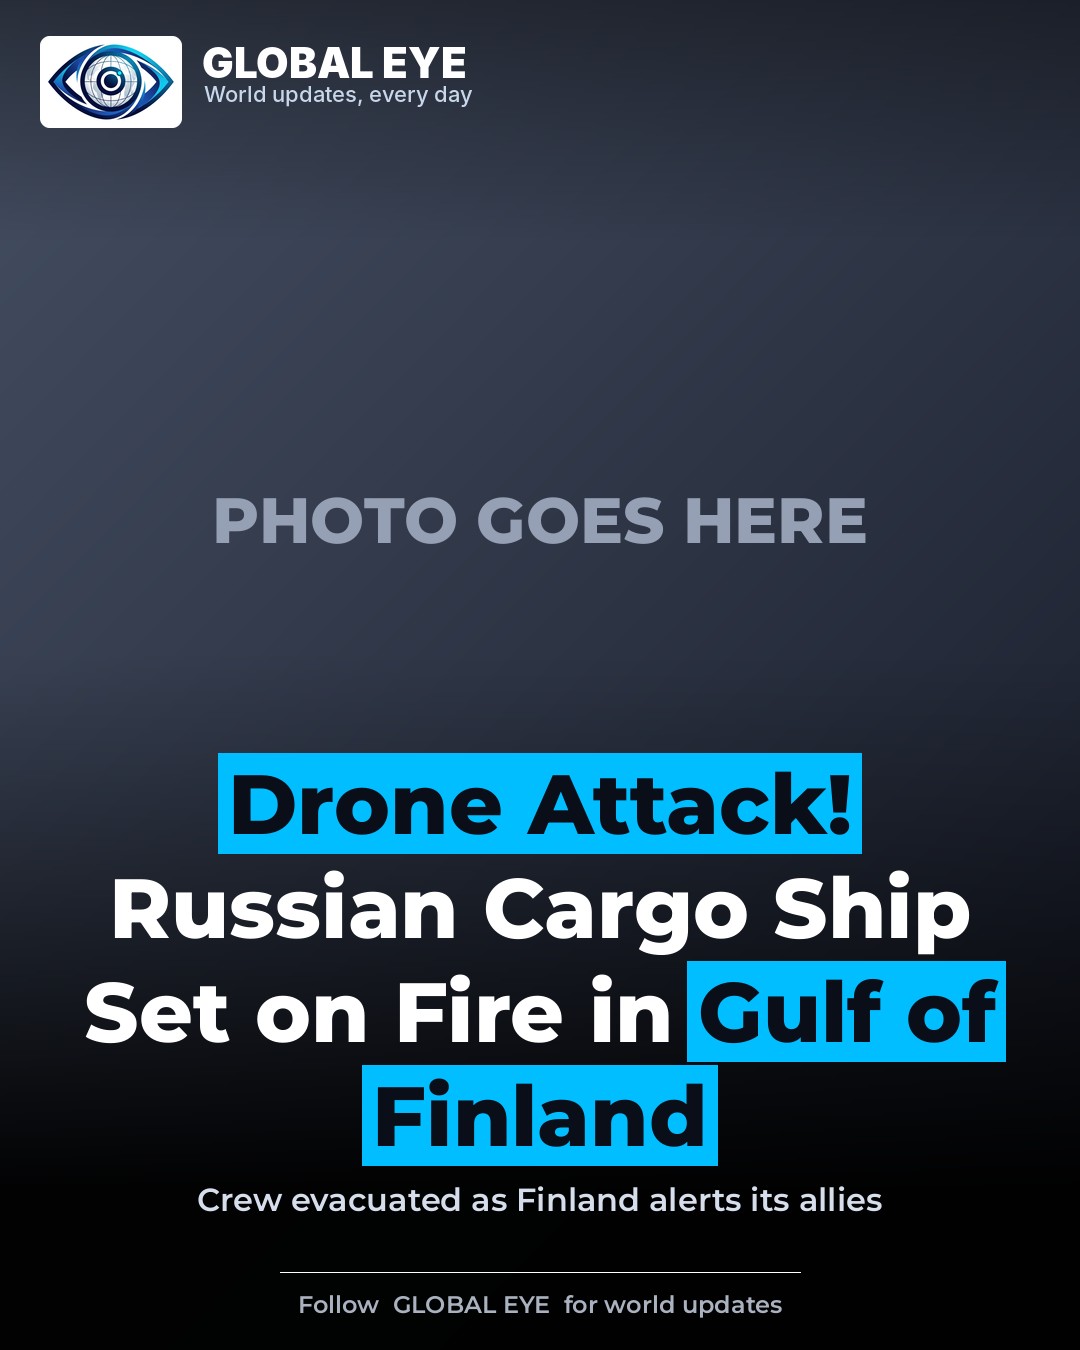 GLOBAL EYE
World updates, every day
PHOTO GOES HERE
Drone Attack!
Russian Cargo Ship
Set on Fire in Gulf of
Finland
Crew evacuated as Finland alerts its allies
Follow GLOBAL EYE for world updates